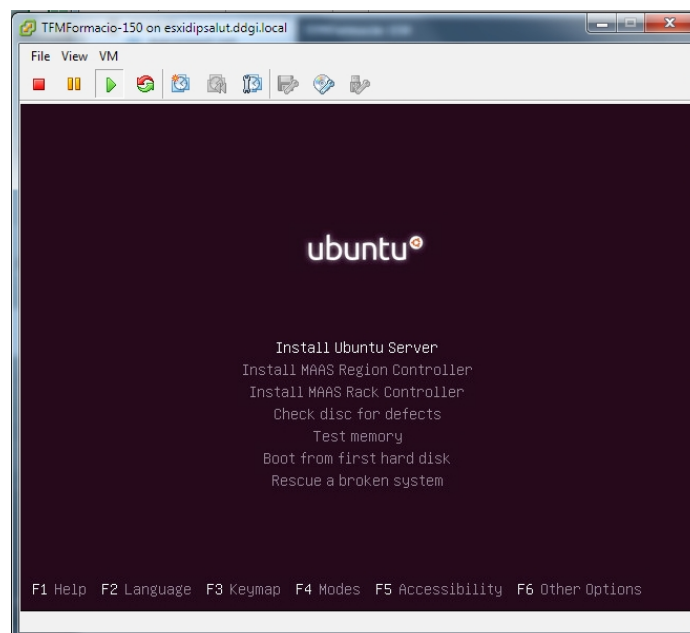 TFMFormacio-150 on esxidipsalut.ddgi.local
File View VM
ubuntu
Install Ubuntu Server
Install MAAS Region Controller
Install MAAS Rack Controller
Check disc for defects
Test memory
Boot from first hard disk
Rescue a broken system
F1 Help F2 Language F3 Keymap F4 Modes F5 Accessibility F6 Other Options